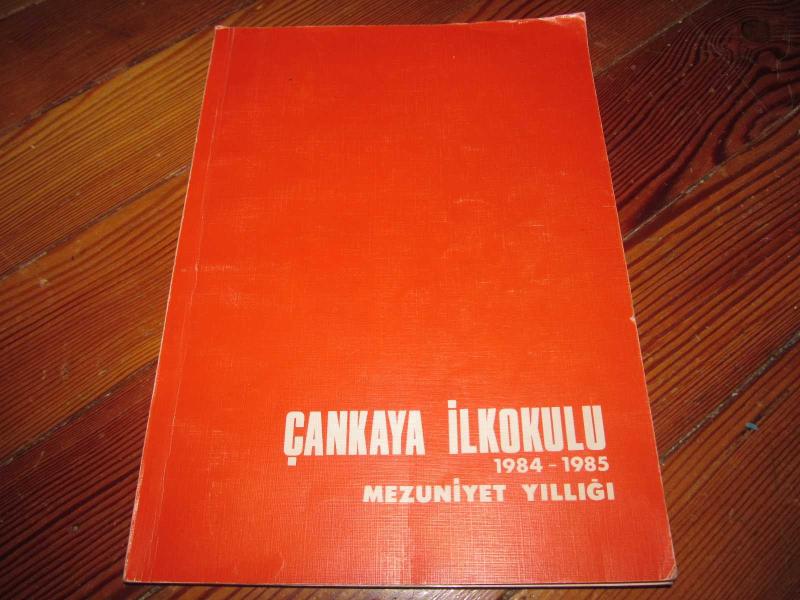 ÇANKAYA İLKOKULU
1984 - 1985
MEZUNİYET YILLIĞI